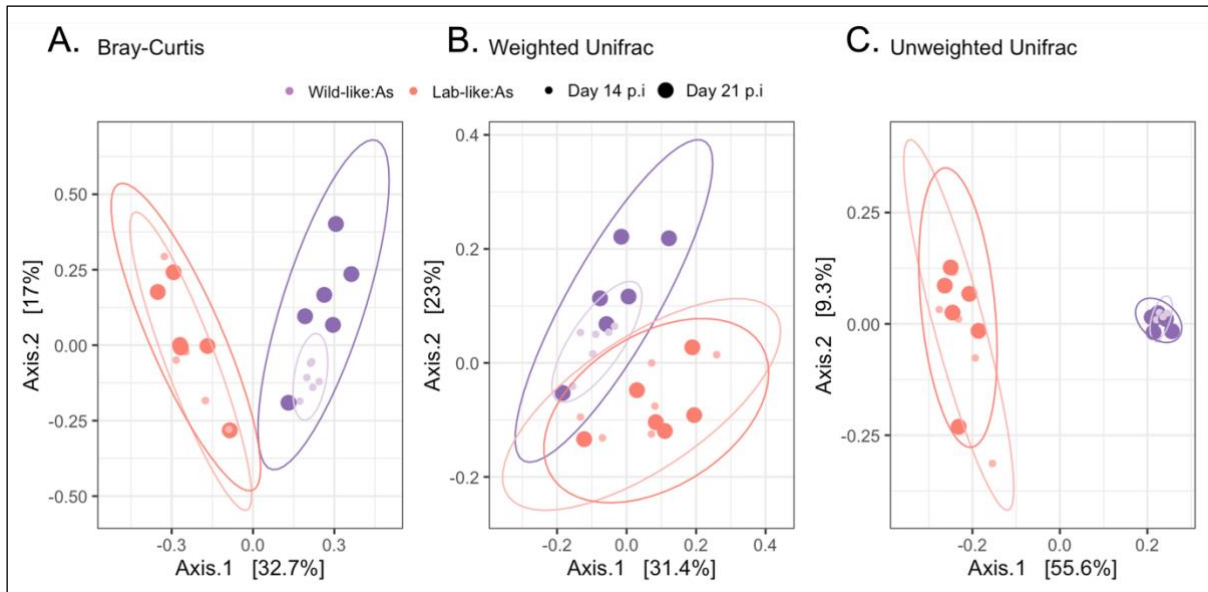 A. Bray-Curtis
B. Weighted Unifrac
C. Unweighted Unifrac
Wild-like:As Lab-like:As Day 14 p.i Day 21 p.i
Axis.2 [17%]
0.50
0.25
0.00
-0.25
-0.50
-0.3 0.0 0.3
Axis.1 [32.7%]
Axis.2 [23%]
0.4
0.2
0.0
-0.2
-0.2 0.0 0.2 0.4
Axis.1 [31.4%]
Axis.2 [9.3%]
0.25
0.00
-0.25
-0.2 0.0 0.2
Axis.1 [55.6%]